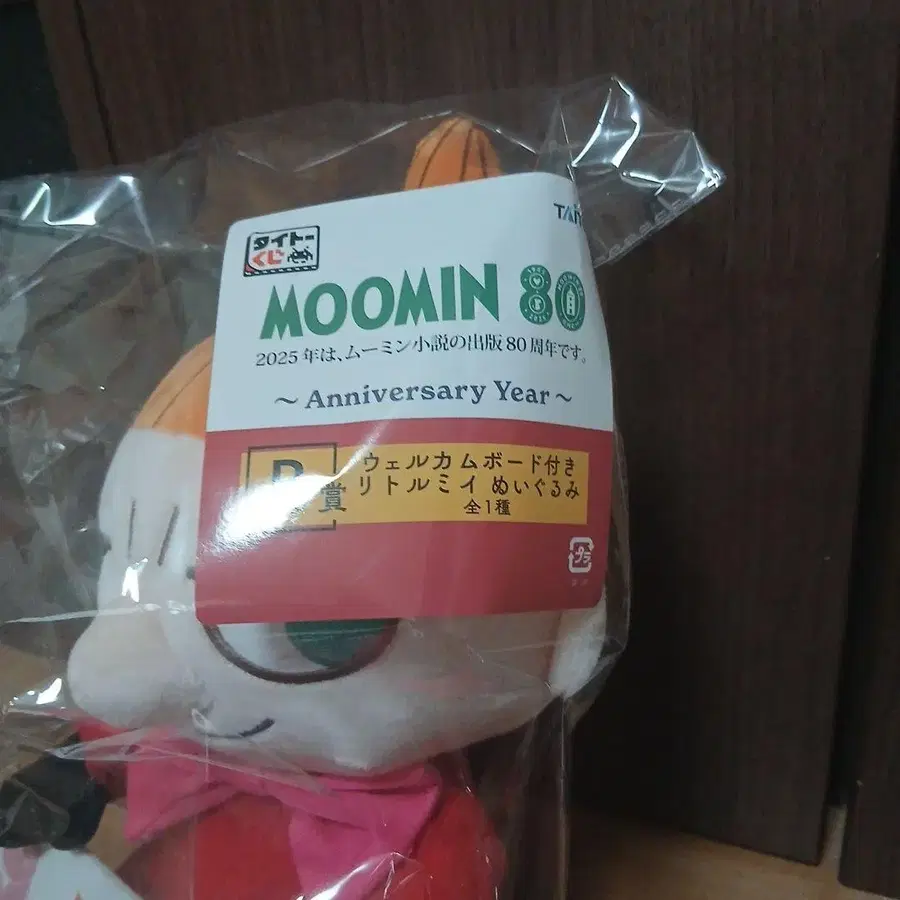 タイトー
くじ
MOOMIN 80
2025年は、ムーミン小説の出版80周年です。
～Anniversary Year～
賞
ウェルカムボード付き
リトルミイ ぬいぐるみ
全1種
プラ